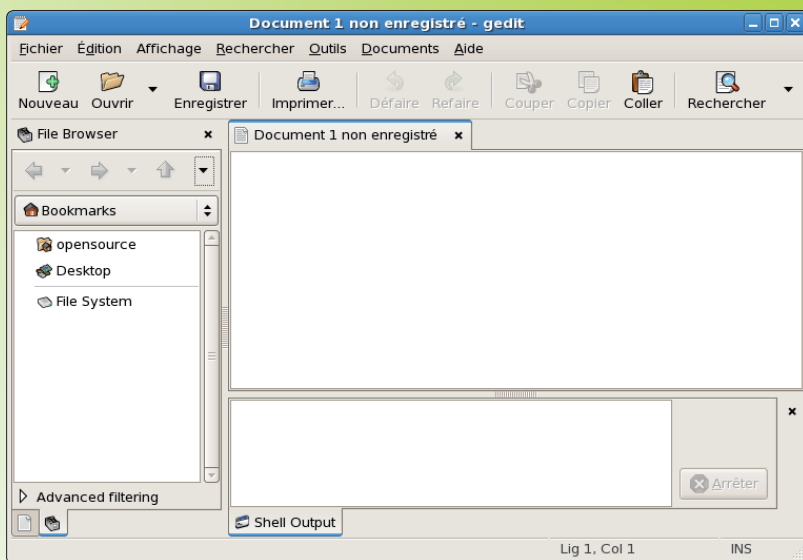 Document 1 non enregistré - gedit
Fichier Édition Affichage Rechercher Outils Documents Aide
Nouveau Ouvrir Enregistrer Imprimer... Défaire Refaire Couper Copier Coller Rechercher
File Browser
Document 1 non enregistré
Bookmarks
opensource
Desktop
File System
Advanced filtering
Arrêter
Shell Output
Lig 1, Col 1 INS